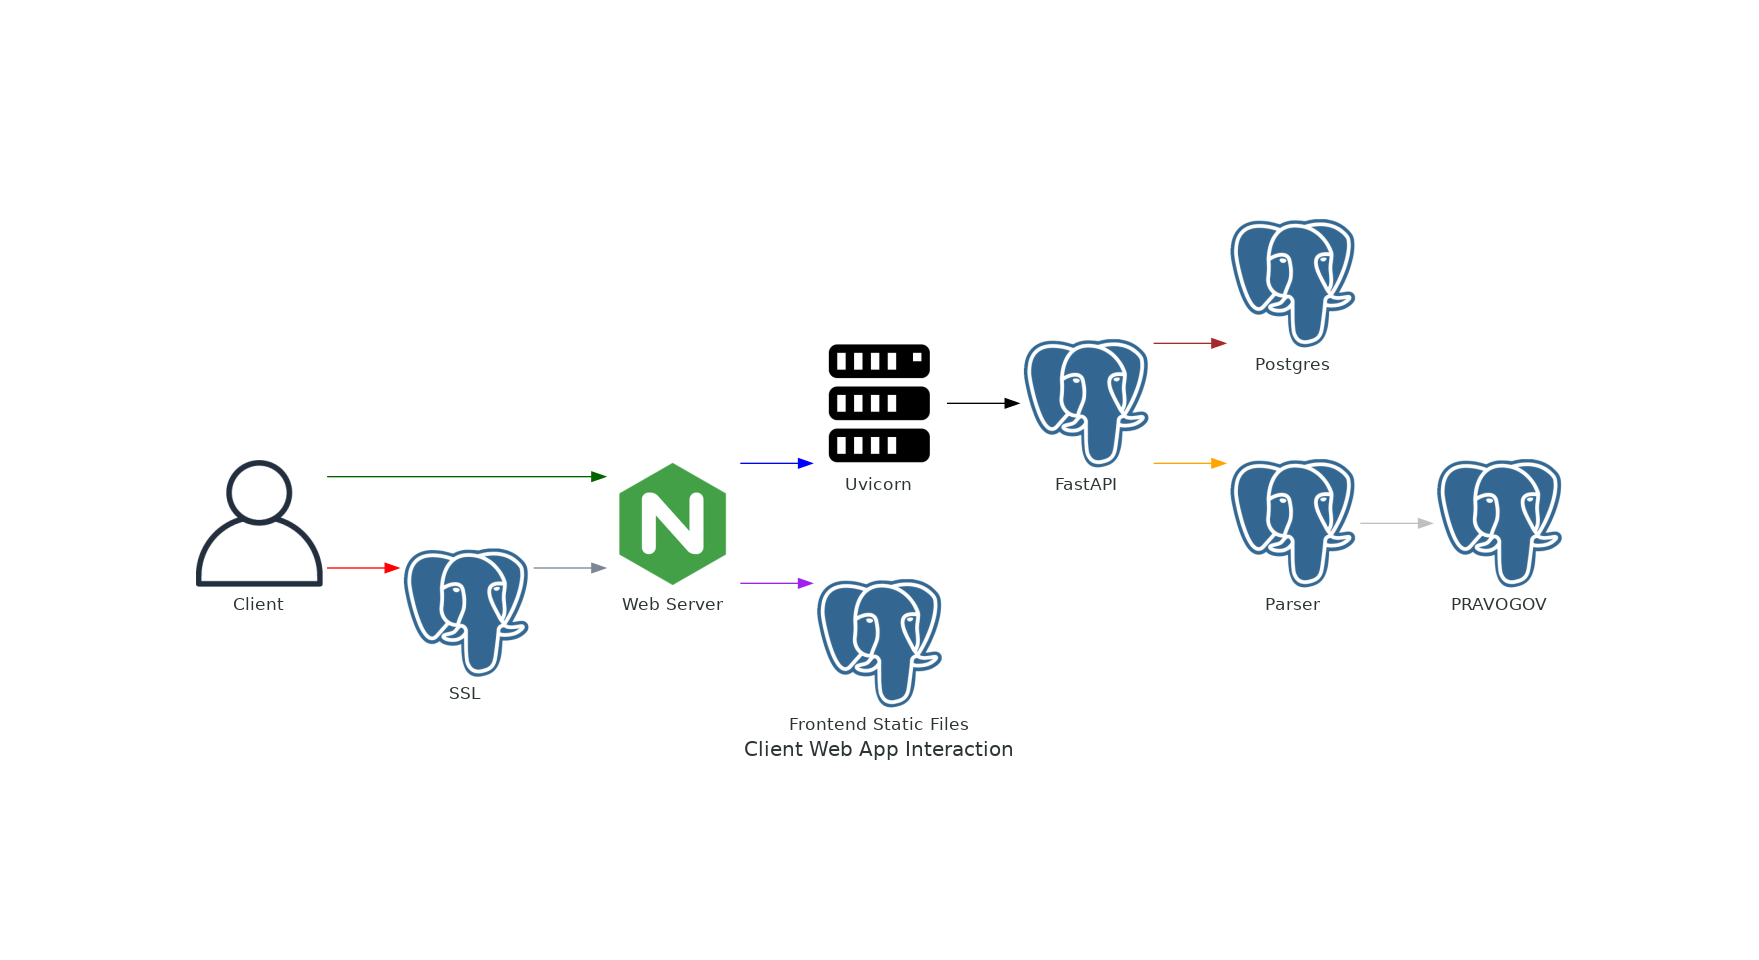 Postgres
Uvicorn
FastAPI
Client
Web Server
Parser
PRAVOGOV
SSL
Frontend Static Files
Client Web App Interaction